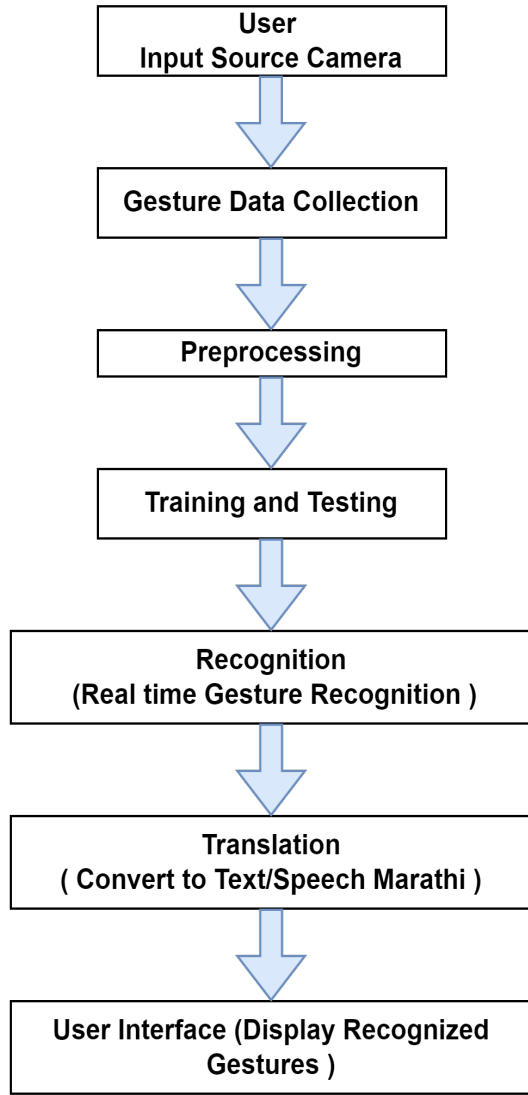 User
Input Source Camera
Gesture Data Collection
Preprocessing
Training and Testing
Recognition
(Real time Gesture Recognition )
Translation
( Convert to Text/Speech Marathi )
User Interface (Display Recognized
Gestures )